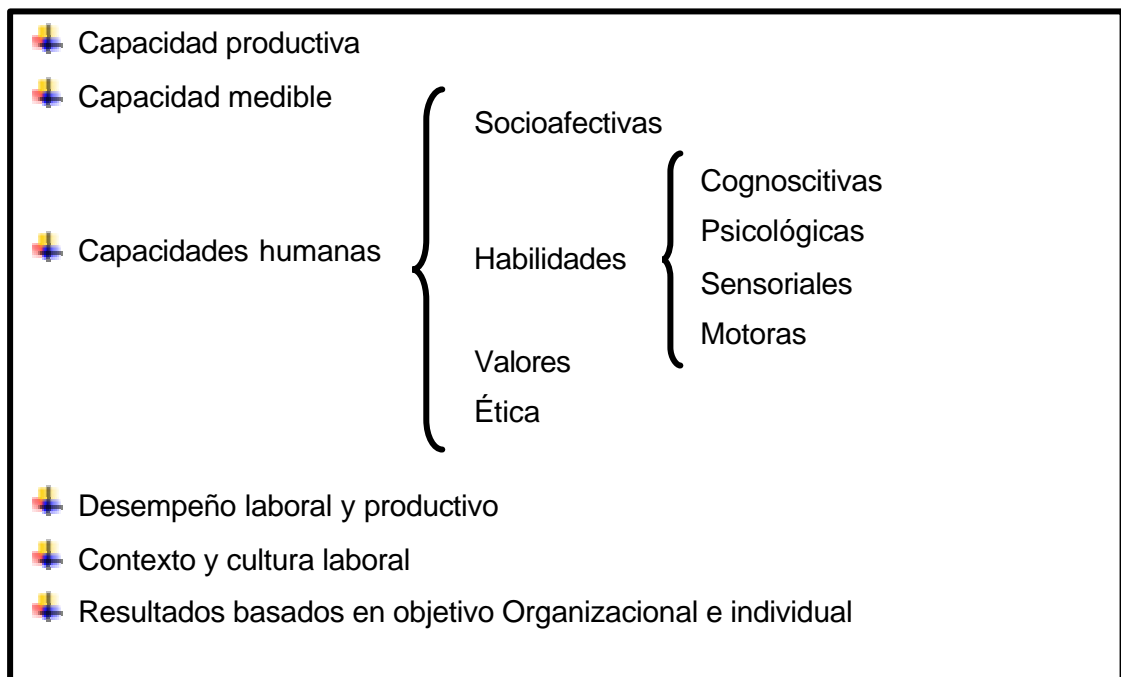 Capacidad productiva
Capacidad medible
Capacidades humanas
Socioafectivas
Habilidades
Cognoscitivas
Psicológicas
Sensoriales
Motoras
Valores
Ética
Desempeño laboral y productivo
Contexto y cultura laboral
Resultados basados en objetivo Organizacional e individual